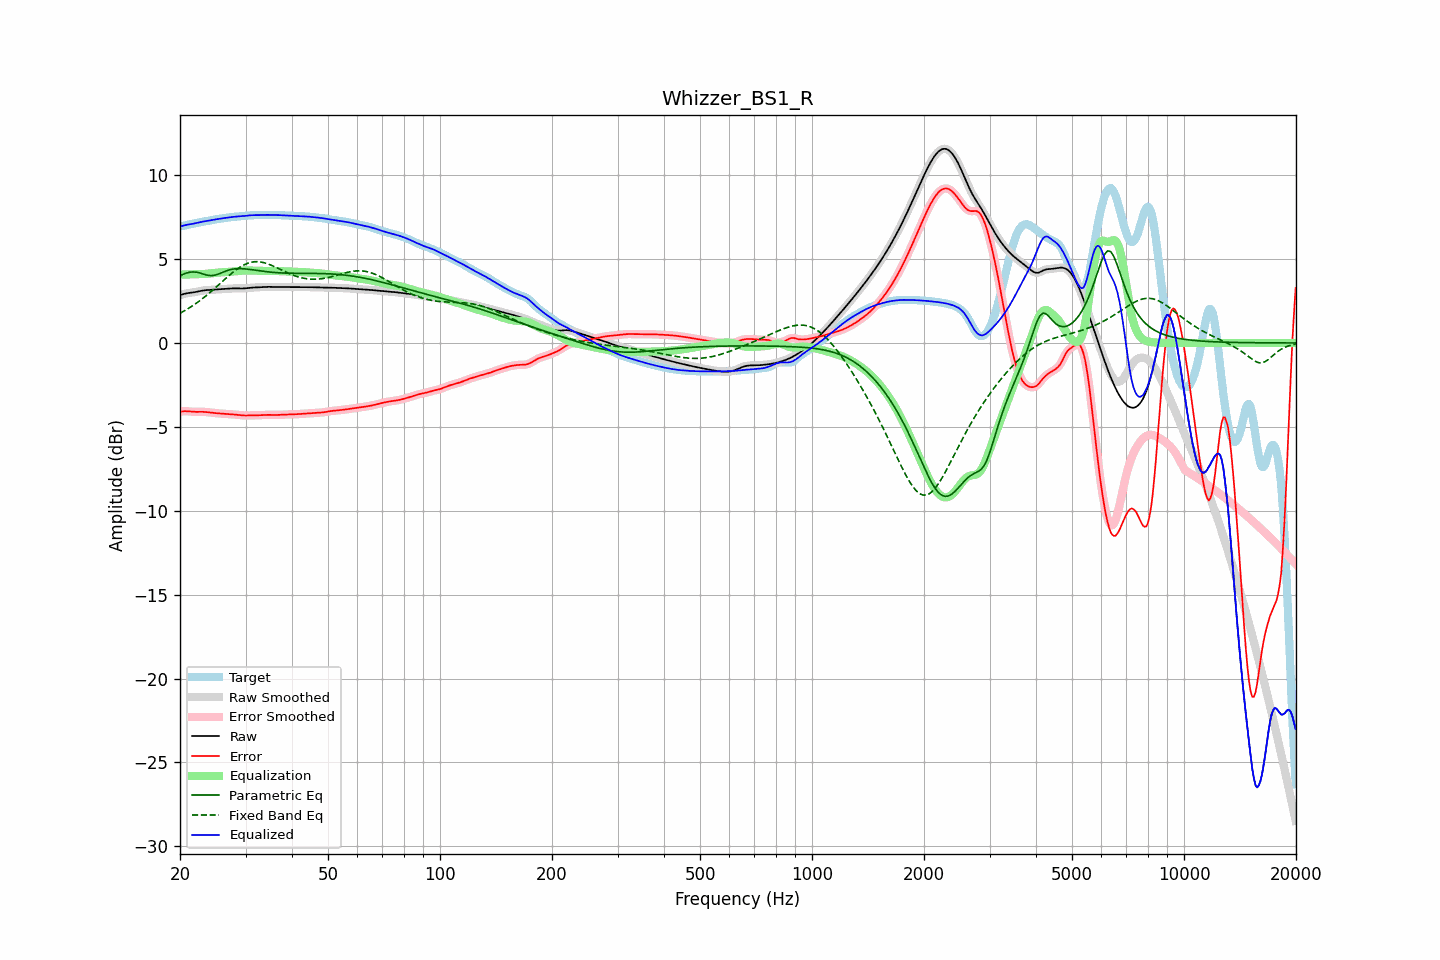 Whizzer_BS1_R
Amplitude (dBr)
10
5
0
−5
−10
−15
−20
−25
−30
Target
Raw Smoothed
Error Smoothed
Raw
Error
Equalization
Parametric Eq
Fixed Band Eq
Equalized
20 50 100 200 500 1000 2000 5000 10000 20000
Frequency (Hz)